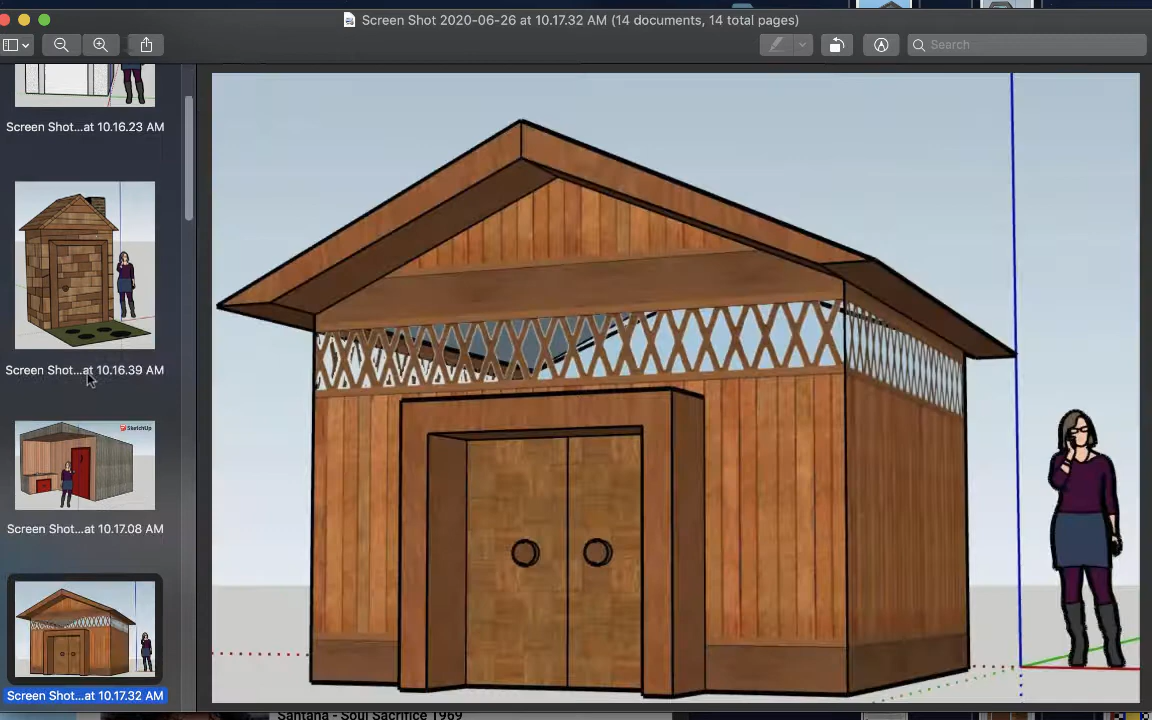 Screen Shot 2020-06-26 at 10.17.32 AM (14 documents, 14 total pages)
Search
Screen Shot...at 10.16.23 AM
Screen Shot...at 10.16.39 AM
SketchUp
Screen Shot...at 10.17.08 AM
Screen Shot...at 10.17.32 AM
Santana - Soul Sacrifice 1969